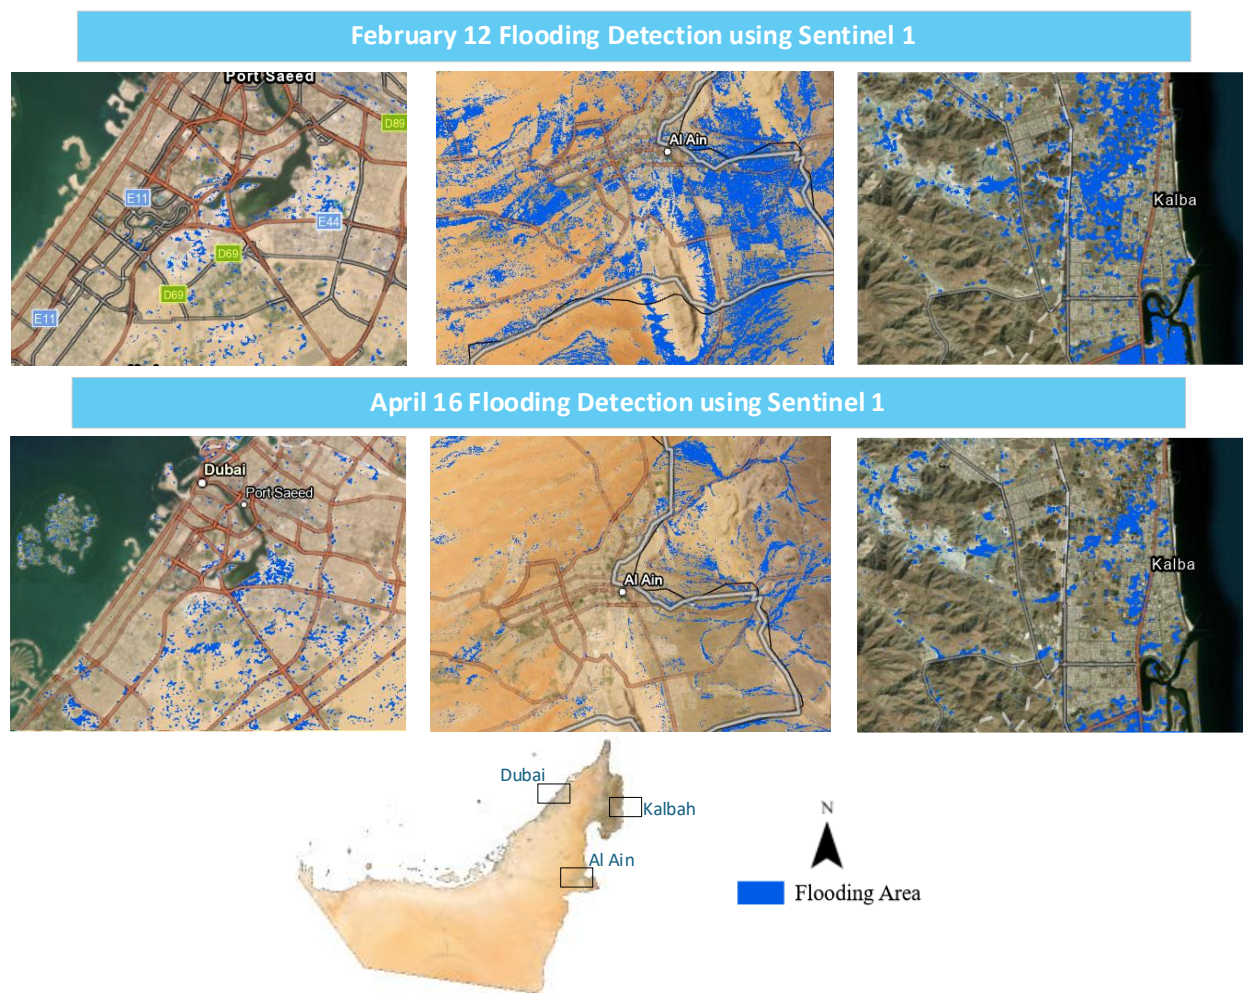 February 12 Flooding Detection using Sentinel 1
Port Saeed
D89
E11
E44
D69
D69
E11
Al Ain
Kalba
April 16 Flooding Detection using Sentinel 1
Dubai
Port Saeed
Al Ain
Kalba
Dubai
Kalbah
Al Ain
N
Flooding Area